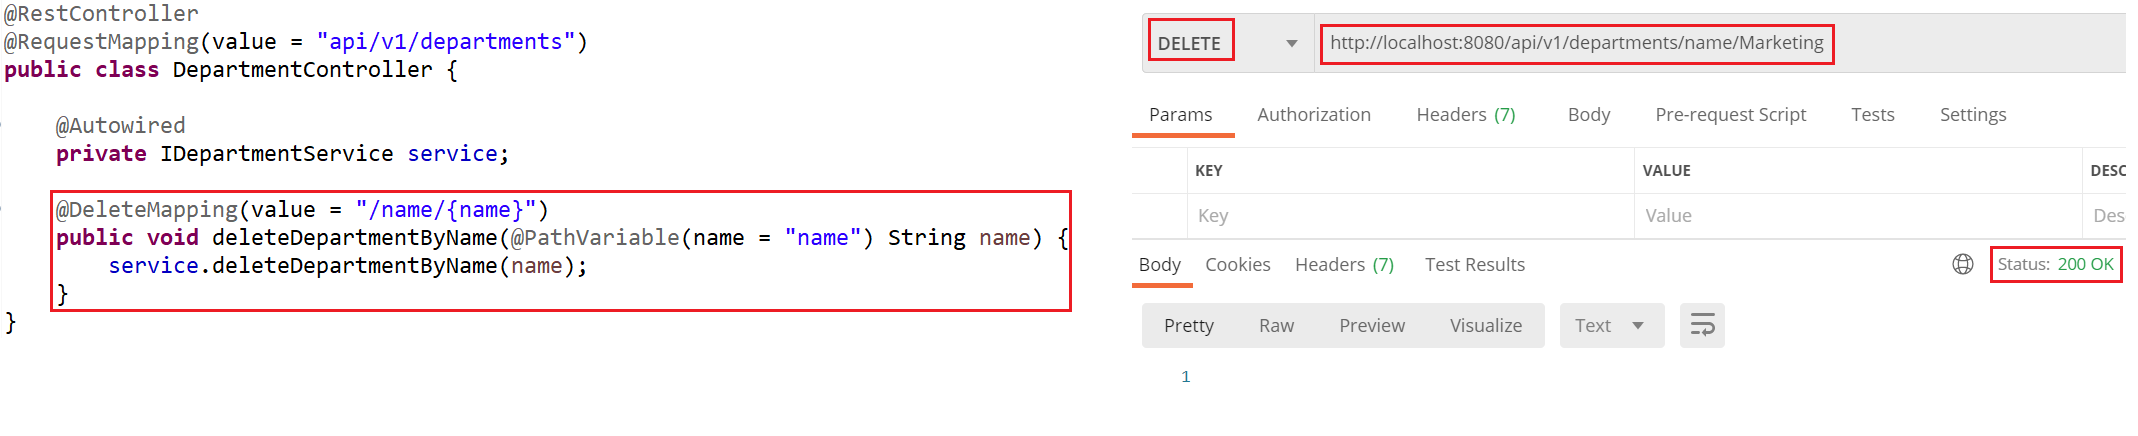 @RestController
@RequestMapping(value = "api/v1/departments")
public class DepartmentController {
@Autowired
private IDepartmentService service;
@DeleteMapping(value = "/name/{name}")
public void deleteDepartmentByName(@PathVariable(name = "name") String name) {
service.deleteDepartmentByName(name);
}
}
DELETE http://localhost:8080/api/v1/departments/name/Marketing
Params Authorization Headers (7) Body Pre-request Script Tests Settings
KEY VALUE DESC
Key Value Des
Body Cookies Headers (7) Test Results Status: 200 OK
Pretty Raw Preview Visualize Text
1